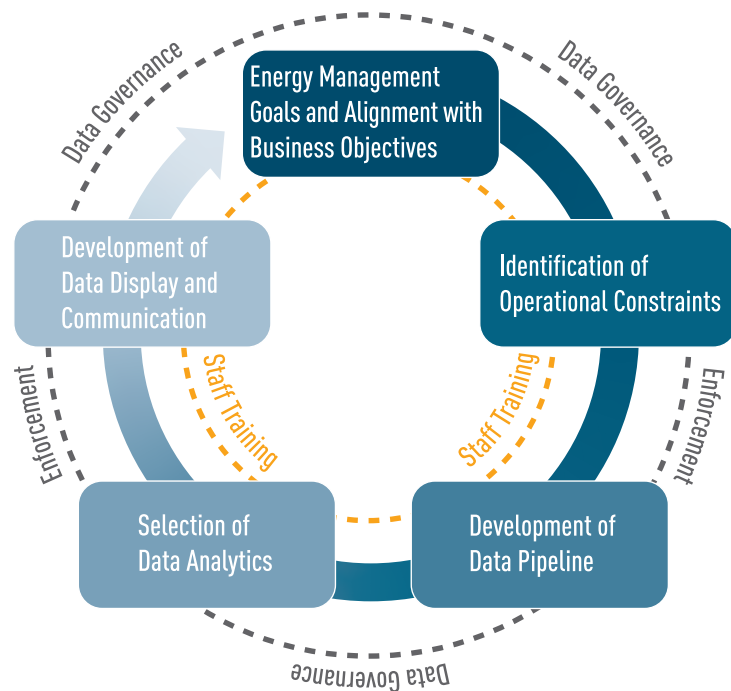 Data Governance
Data Governance
Energy Management
Goals and Alignment with
Business Objectives
Development of
Data Display and
Communication
Identification of
Operational Constraints
Enforcement
Staff Training
Staff Training
Enforcement
Selection of
Data Analytics
Development of
Data Pipeline
Data Governance